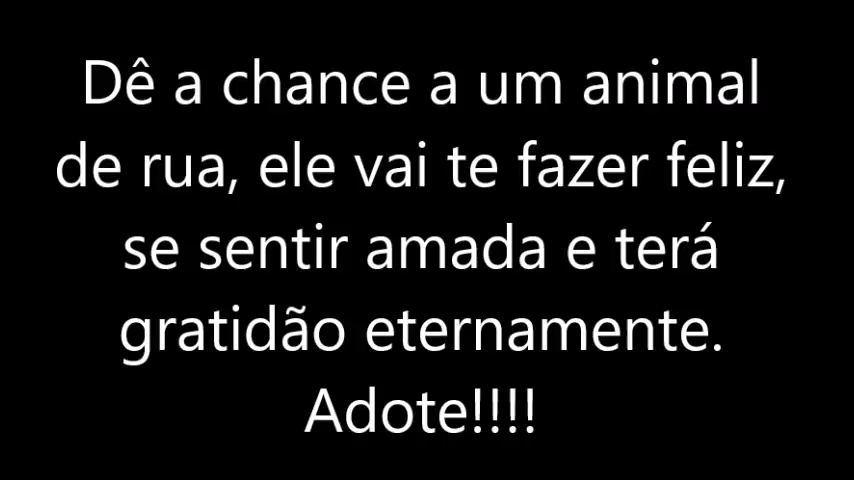 Dê a chance a um animal
de rua, ele vai te fazer feliz,
se sentir amada e terá
gratidão eternamente.
Adote!!!!